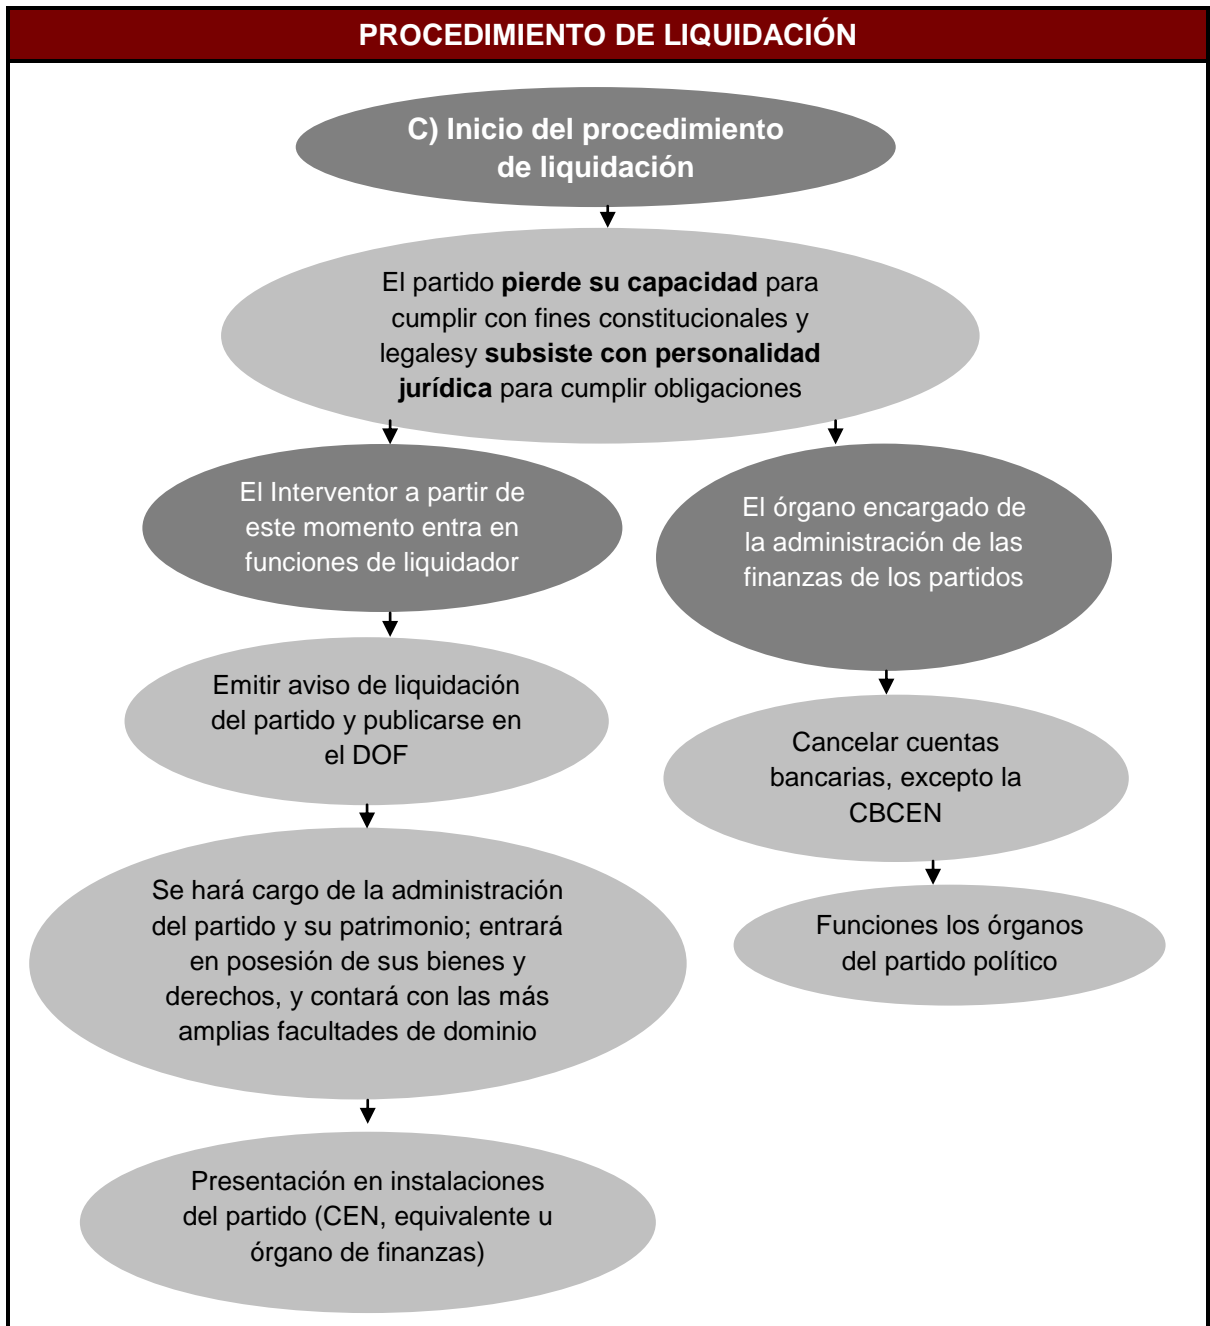 PROCEDIMIENTO DE LIQUIDACIÓN
C) Inicio del procedimiento
de liquidación
El partido pierde su capacidad para
cumplir con fines constitucionales y
legalesy subsiste con personalidad
jurídica para cumplir obligaciones
El Interventor a partir de
este momento entra en
funciones de liquidador
Emitir aviso de liquidación
del partido y publicarse en
el DOF
Se hará cargo de la administración
del partido y su patrimonio; entrará
en posesión de sus bienes y
derechos, y contará con las más
amplias facultades de dominio
Presentación en instalaciones
del partido (CEN, equivalente u
órgano de finanzas)
El órgano encargado de
la administración de las
finanzas de los partidos
Cancelar cuentas
bancarias, excepto la
CBCEN
Funciones los órganos
del partido político